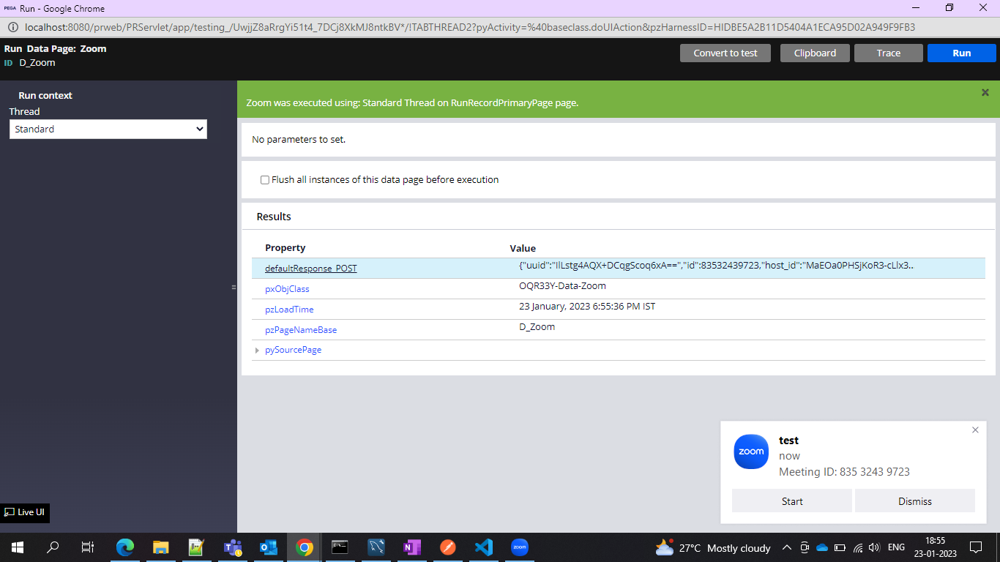 PEGA Run - Google Chrome
localhost:8080/prweb/PRServlet/app/testing_/UwjjZ8aRrgYi51t4_7DCj8XkMJ8ntkBV*/!TABTHREAD2?pyActivity=%40baseclass.doUIAction&pzHarnessID=HIDBE5A2B11D5404A1ECA95D02A949F9FB3
Run Data Page: Zoom
ID D_Zoom
Convert to test Clipboard Trace Run
Run context
Thread
Standard
Zoom was executed using: Standard Thread on RunRecordPrimaryPage page.
No parameters to set.
Flush all instances of this data page before execution
Results
Property Value
defaultResponse_POST {"uuid":"IlLstg4AQX+DCqgScoq6xA==","id":83532439723,"host_id":"MaEOa0PHSjKoR3-cLlx3...
pxObjClass OQR33Y-Data-Zoom
pzLoadTime 23 January, 2023 6:55:36 PM IST
pzPageNameBase D_Zoom
pySourcePage
zoom
test
now
Meeting ID: 835 3243 9723
Start Dismiss
Live UI
zoom
27°C Mostly cloudy
ENG
18:55
23-01-2023